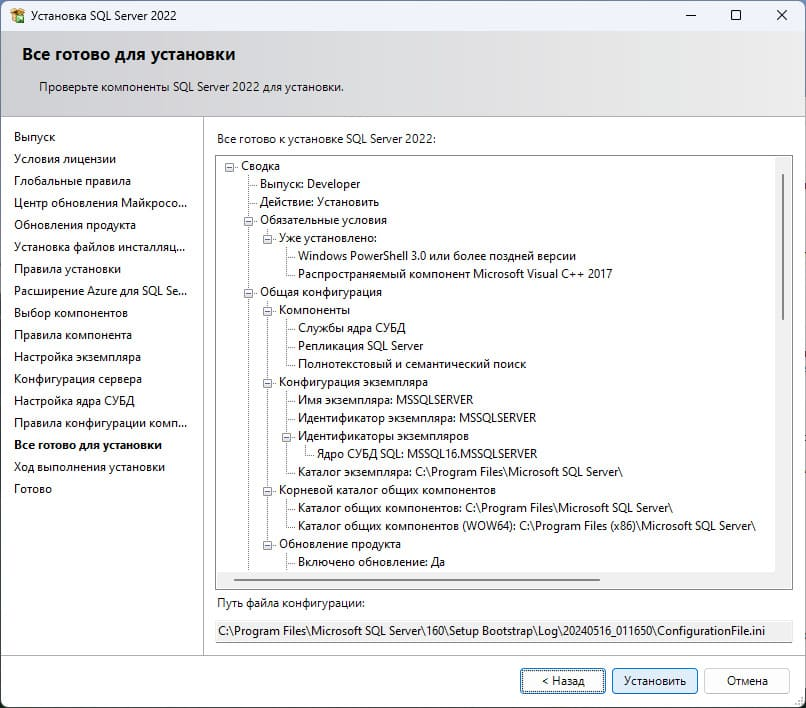 Установка SQL Server 2022
Все готово для установки
Проверьте компоненты SQL Server 2022 для установки.
Выпуск
Условия лицензии
Глобальные правила
Центр обновления Майкросо...
Обновления продукта
Установка файлов инсталляц...
Правила установки
Расширение Azure для SQL Se...
Выбор компонентов
Правила компонента
Настройка экземпляра
Конфигурация сервера
Настройка ядра СУБД
Правила конфигурации комп...
Все готово для установки
Ход выполнения установки
Готово
Все готово к установке SQL Server 2022:
Сводка
Выпуск: Developer
Действие: Установить
Обязательные условия
Уже установлено:
Windows PowerShell 3.0 или более поздней версии
Распространяемый компонент Microsoft Visual C++ 2017
Общая конфигурация
Компоненты
Службы ядра СУБД
Репликация SQL Server
Полнотекстовый и семантический поиск
Конфигурация экземпляра
Имя экземпляра: MSSQLSERVER
Идентификатор экземпляра: MSSQLSERVER
Идентификаторы экземпляров
Ядро СУБД SQL: MSSQL16.MSSQLSERVER
Каталог экземпляра: C:\Program Files\Microsoft SQL Server\
Корневой каталог общих компонентов
Каталог общих компонентов: C:\Program Files\Microsoft SQL Server\
Каталог общих компонентов (WOW64): C:\Program Files (x86)\Microsoft SQL Server\
Обновление продукта
Включено обновление: Да
Путь файла конфигурации:
C:\Program Files\Microsoft SQL Server\160\Setup Bootstrap\Log\20240516_011650\ConfigurationFile.ini
< Назад
Установить
Отмена